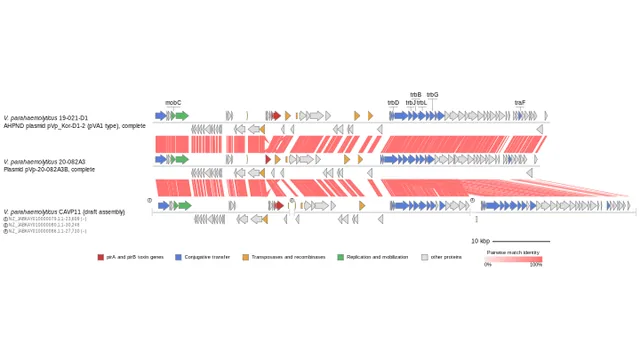 trbB
trbG
mobC
trbD
trbJ
trbL
traF
V. parahaemolyticus 19-021-D1
AHPND plasmid pVp_Kor-D1-2 (pVA1 type), complete
V. parahaemolyticus 20-082A3
Plasmid pVp-20-082A3B, complete
V. parahaemolyticus CAVP11 (draft assembly)
10 kbp
Pairwise match identity
0%
100%
pirA and pirB toxin genes
Conjugative transfer
Transposases and recombinases
Replication and mobilization
other proteins